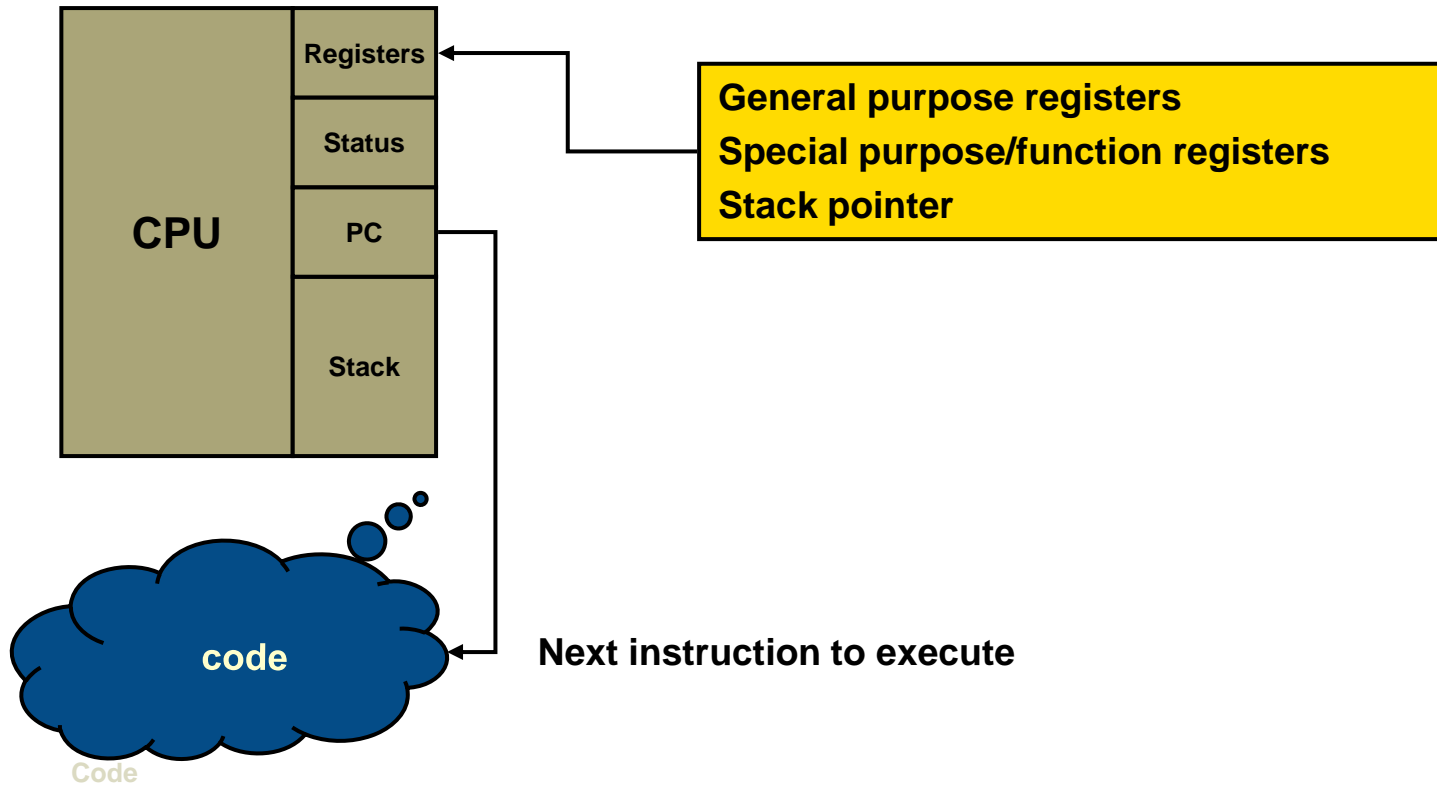 Registers
Status
CPU
PC
Stack
General purpose registers
Special purpose/function registers
Stack pointer
code
Next instruction to execute
Code